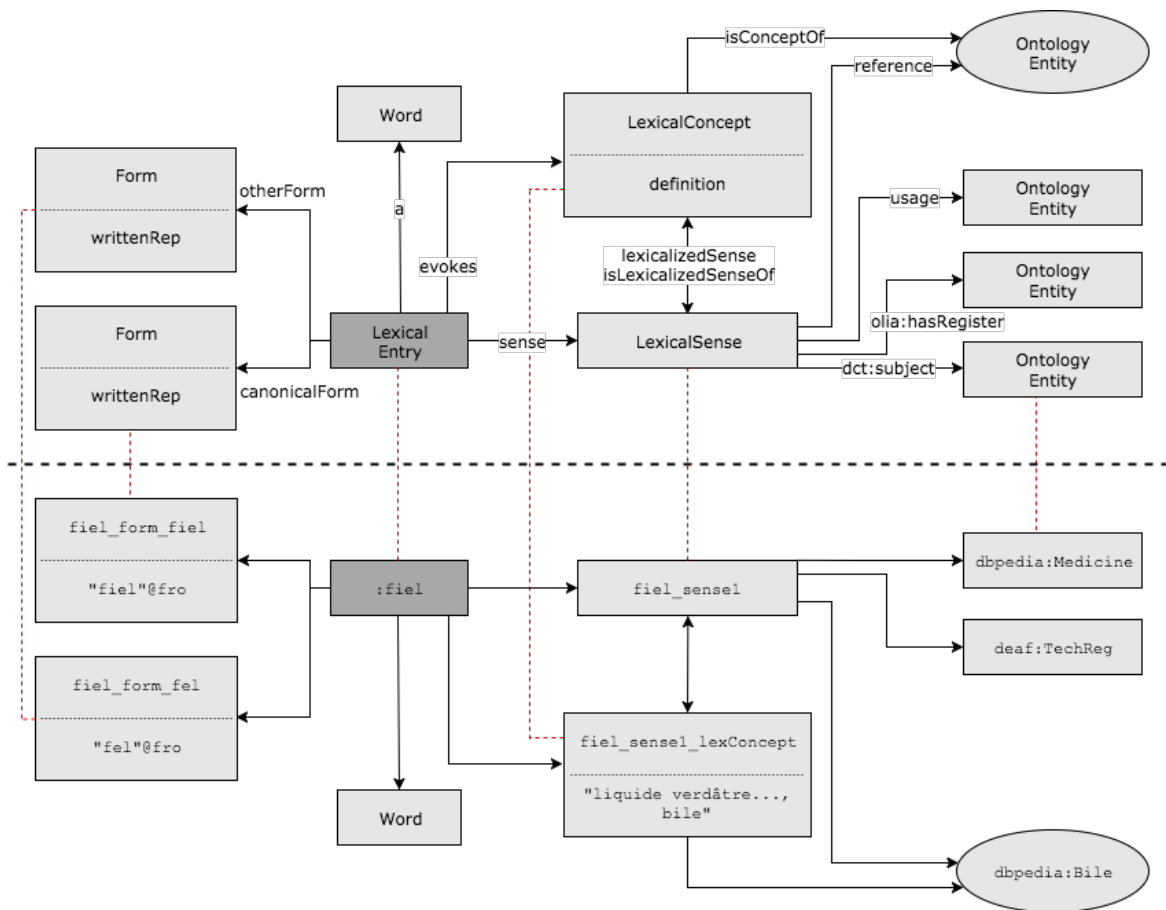 isConceptOf
Ontology
Entity
reference
Word
LexicalConcept
definition
Form
writtenRep
otherForm
a
evokes
usage
Ontology
Entity
lexicalizedSense
isLexicalizedSenseOf
Ontology
Entity
olia:hasRegister
Form
writtenRep
canonicalForm
Lexical
Entry
sense
LexicalSense
dct:subject
Ontology
Entity
fiel_form_fiel
"fiel"@fro
:fiel
fiel_sense1
dbpedia:Medicine
deaf:TechReg
fiel_form_fel
"fel"@fro
fiel_sense1_lexConcept
"liquide verdâtre...,
bile"
Word
dbpedia:Bile